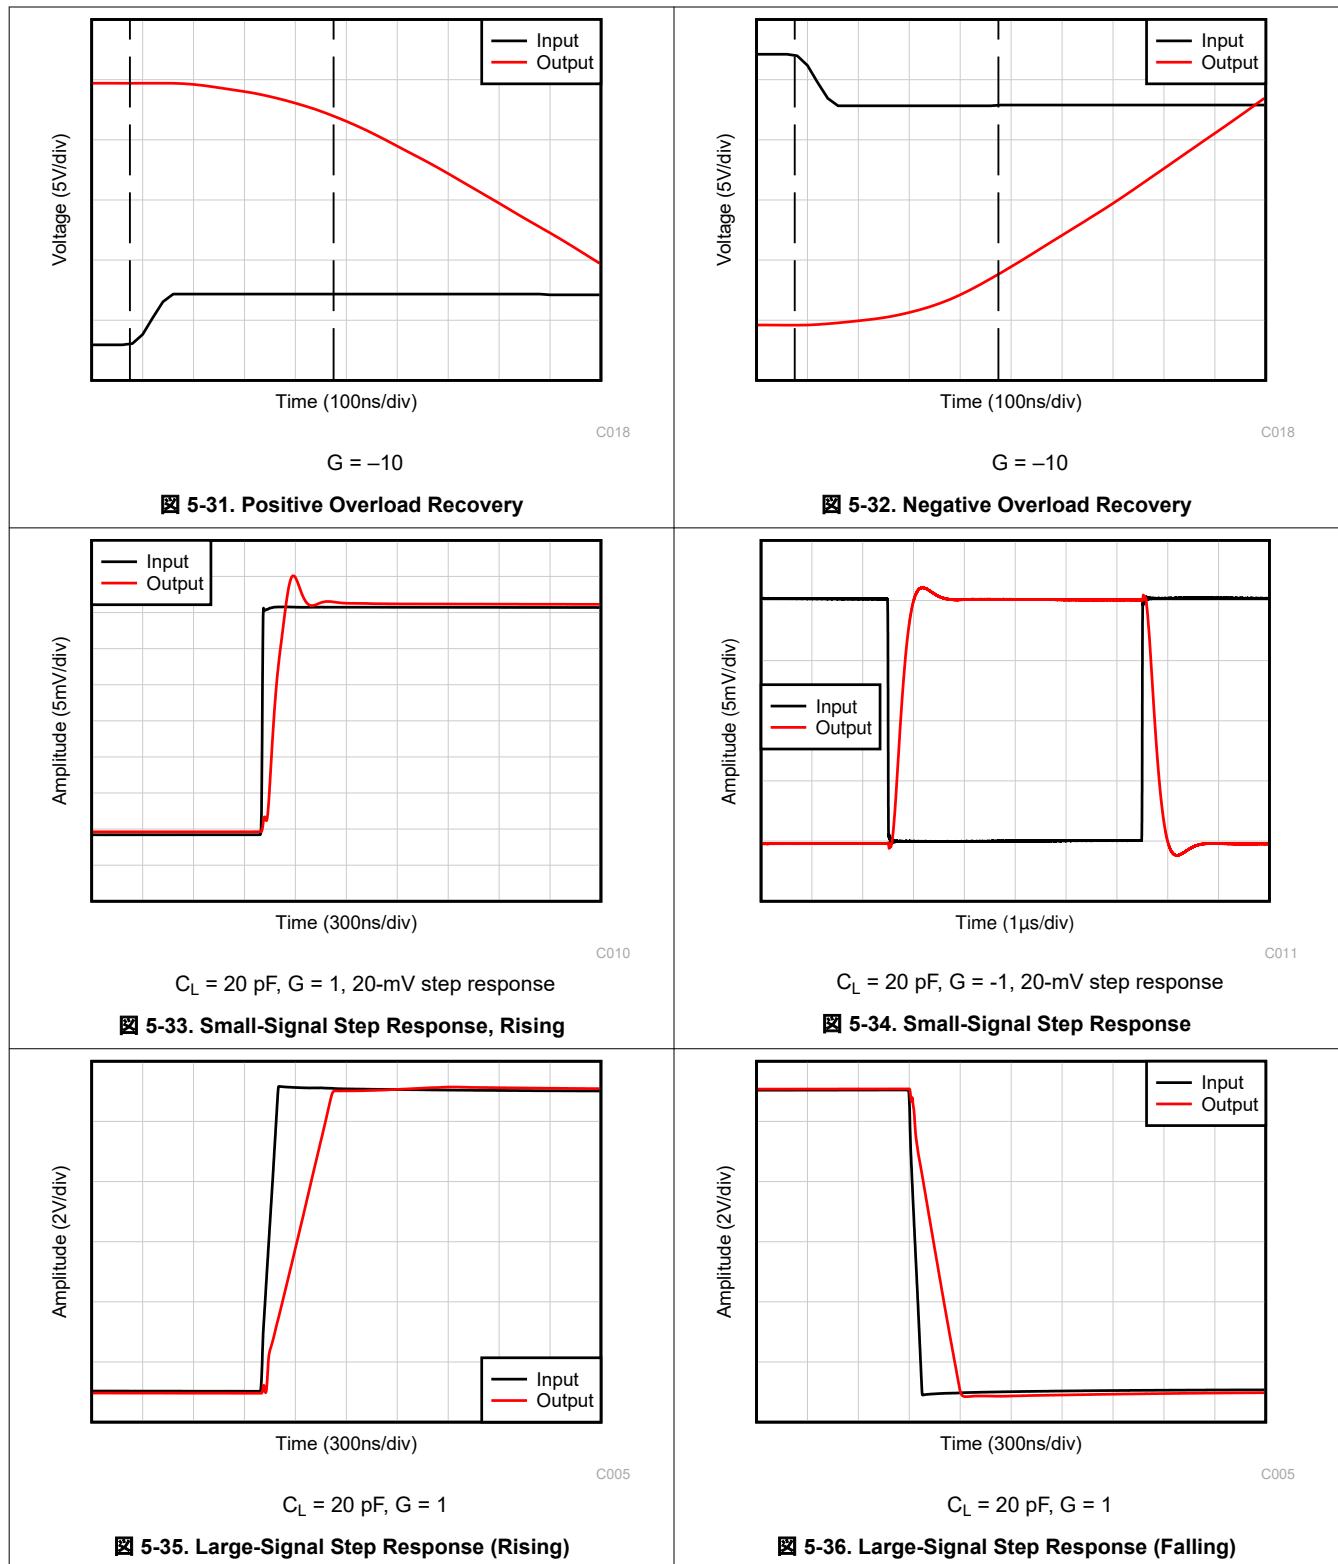 Input
Output
Voltage (5V/div)
Time (100ns/div)
C018
G = –10
図 5-31. Positive Overload Recovery
Input
Output
Voltage (5V/div)
Time (100ns/div)
C018
G = –10
図 5-32. Negative Overload Recovery
Input
Output
Amplitude (5mV/div)
Time (300ns/div)
C010
CL = 20 pF, G = 1, 20-mV step response
図 5-33. Small-Signal Step Response, Rising
Input
Output
Amplitude (5mV/div)
Time (1µs/div)
C011
CL = 20 pF, G = -1, 20-mV step response
図 5-34. Small-Signal Step Response
Input
Output
Amplitude (2V/div)
Time (300ns/div)
C005
CL = 20 pF, G = 1
図 5-35. Large-Signal Step Response (Rising)
Input
Output
Amplitude (2V/div)
Time (300ns/div)
C005
CL = 20 pF, G = 1
図 5-36. Large-Signal Step Response (Falling)